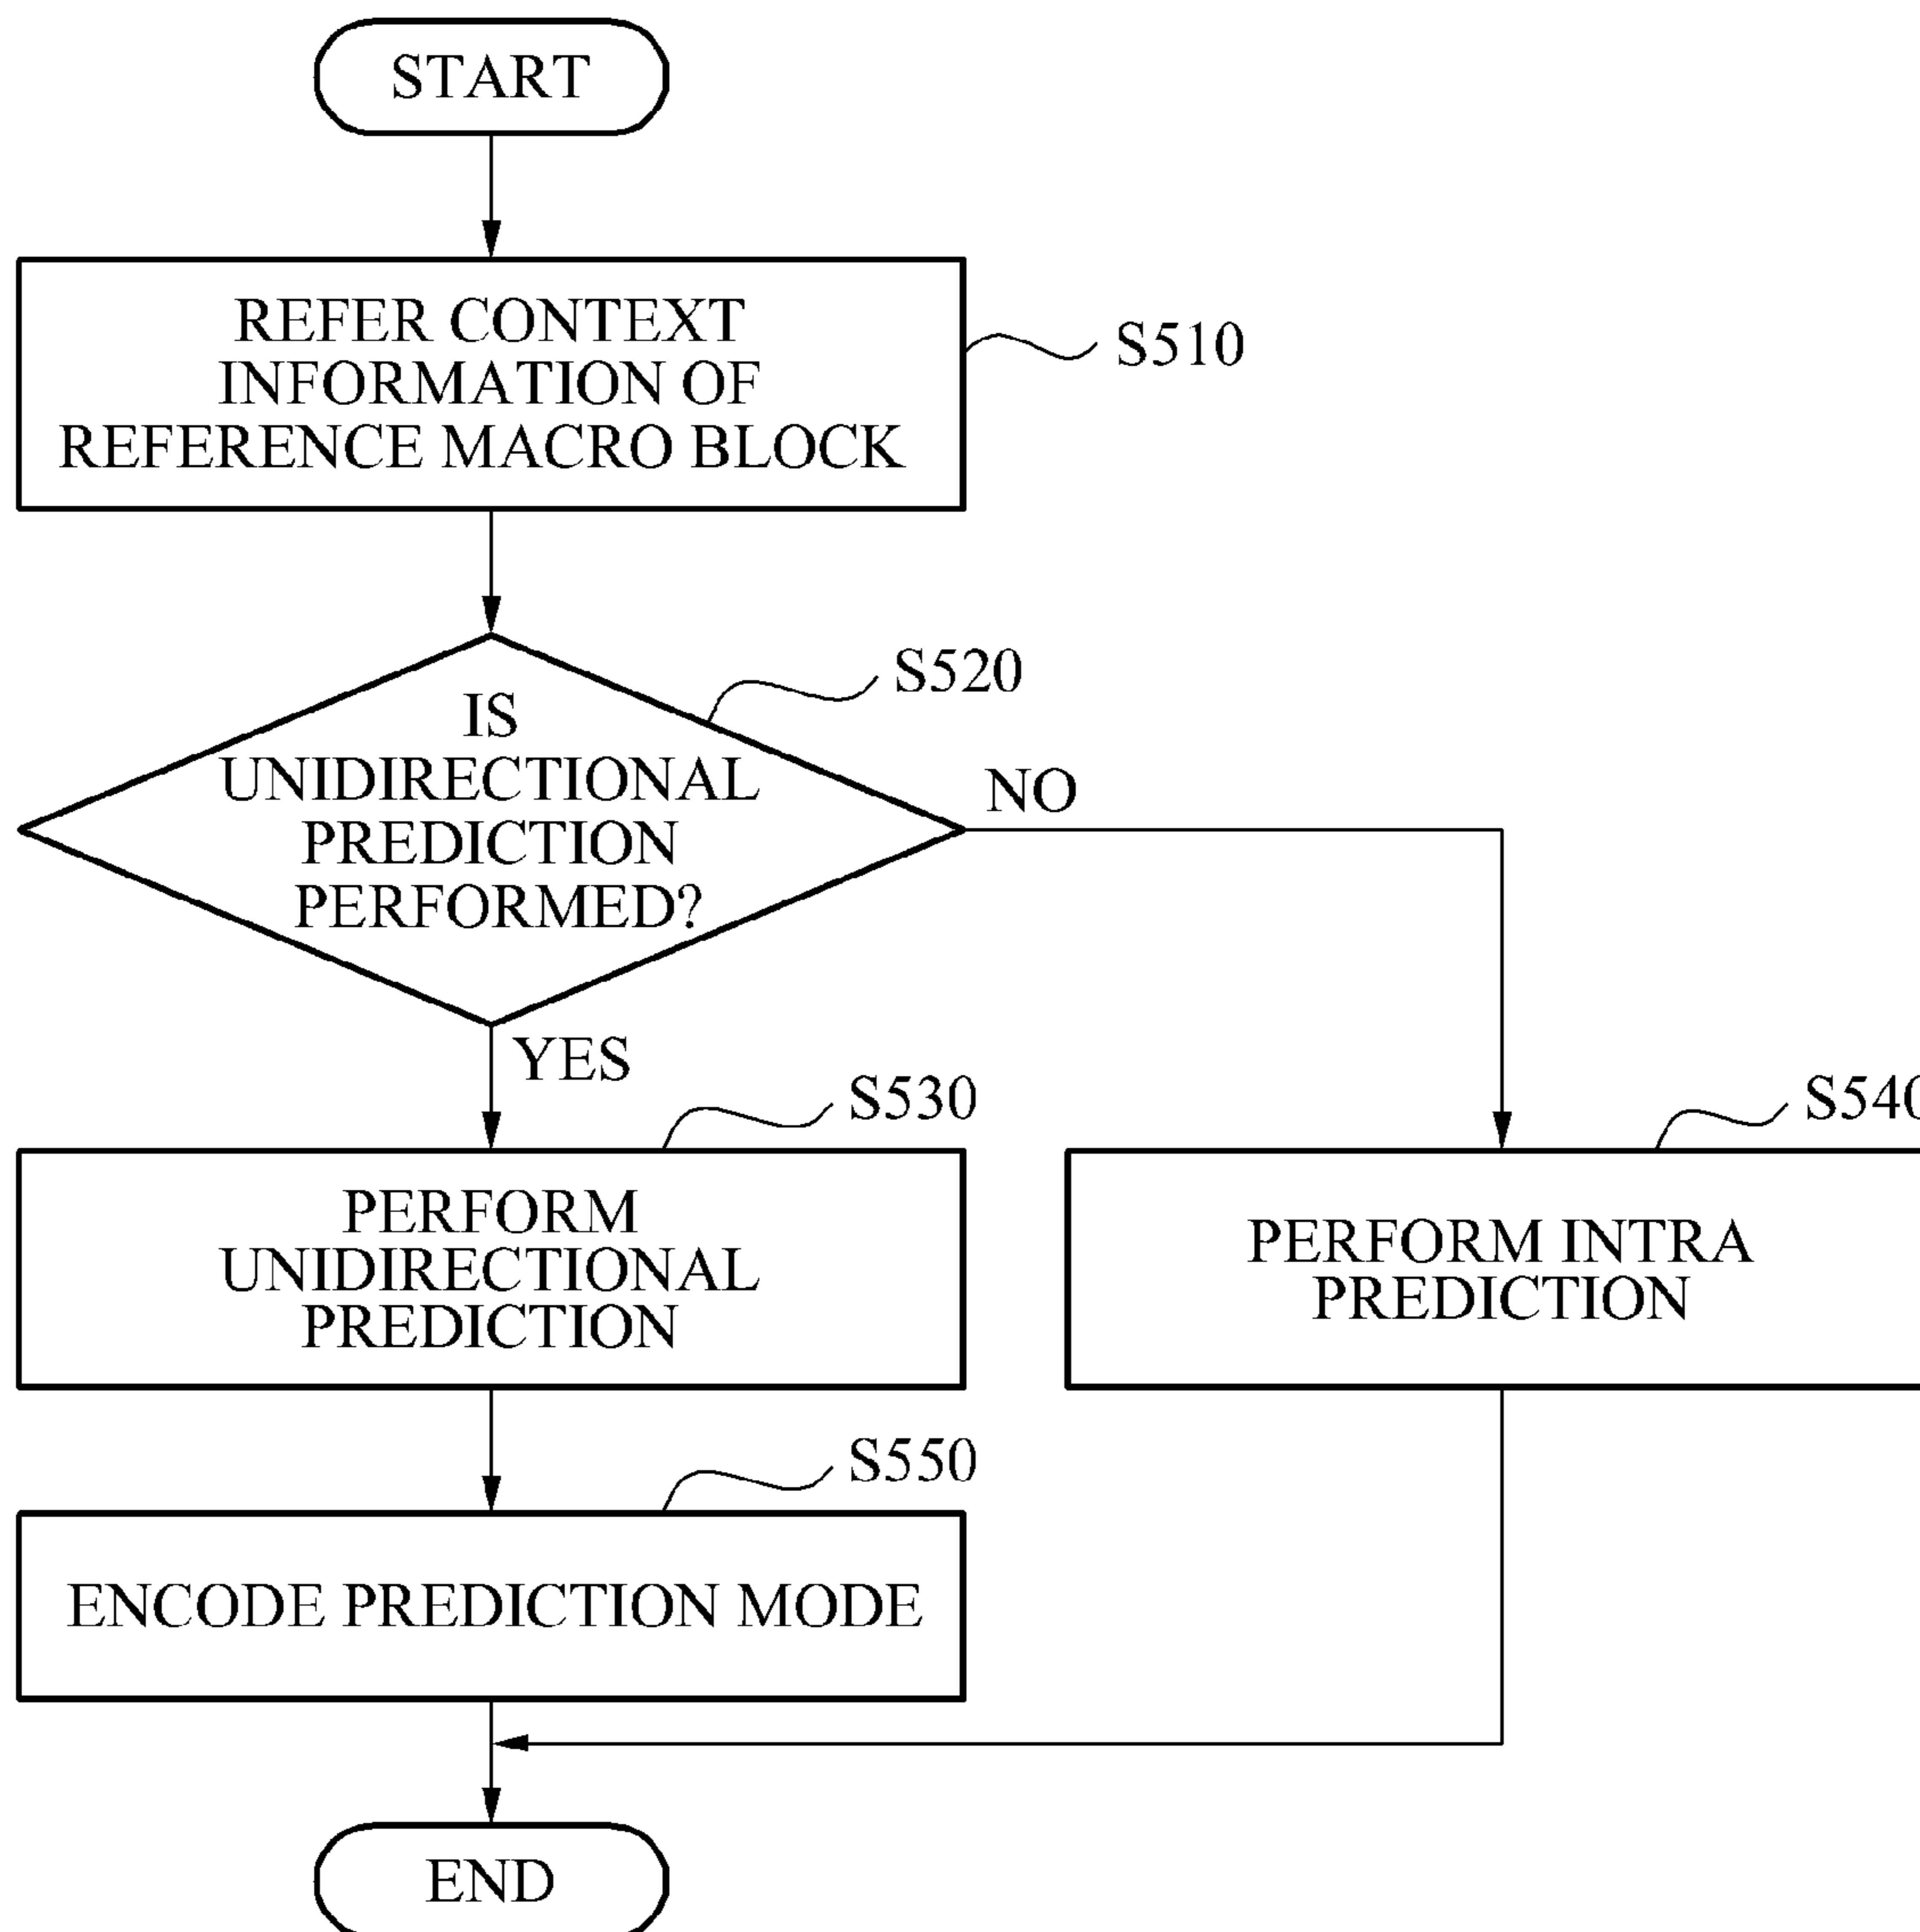 START
REFER CONTEXT
INFORMATION OF
REFERENCE MACRO BLOCK
S510
S520
IS
UNIDIRECTIONAL
PREDICTION
PERFORMED?
NO
YES
S530
S540
PERFORM
UNIDIRECTIONAL
PREDICTION
PERFORM INTRA
PREDICTION
S550
ENCODE PREDICTION MODE
END